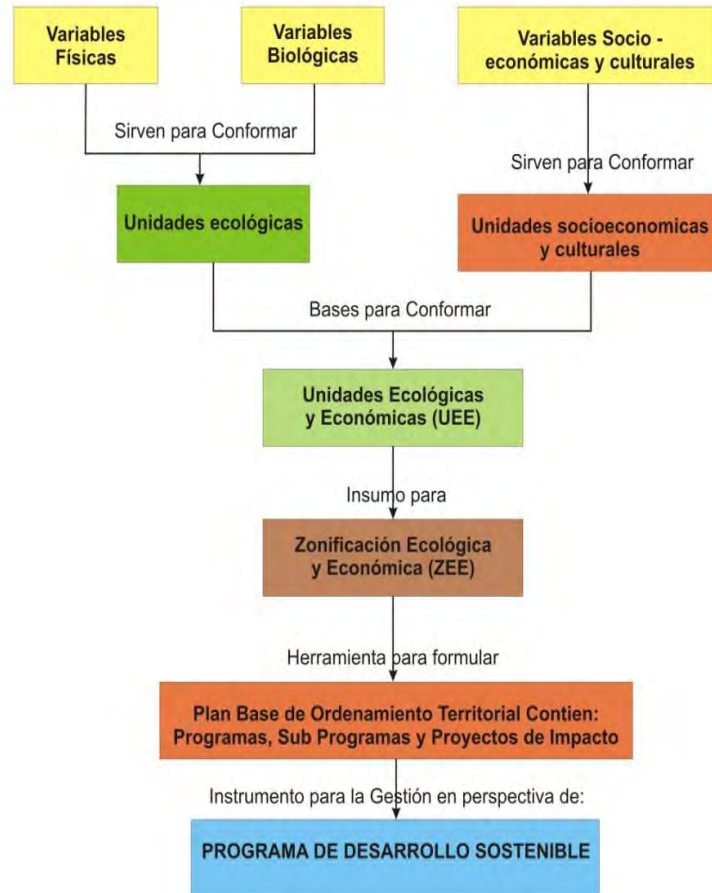 Variables
Físicas
Variables
Biológicas
Variables Socio -
económicas y culturales
Sirven para Conformar
Sirven para Conformar
Unidades ecológicas
Unidades socioeconomicas
y culturales
Bases para Conformar
Unidades Ecológicas
y Económicas (UEE)
Insumo para
Zonificación Ecológica
y Económica (ZEE)
Herramienta para formular
Plan Base de Ordenamiento Territorial Contien:
Programas, Sub Programas y Proyectos de Impacto
Instrumento para la Gestión en perspectiva de:
PROGRAMA DE DESARROLLO SOSTENIBLE